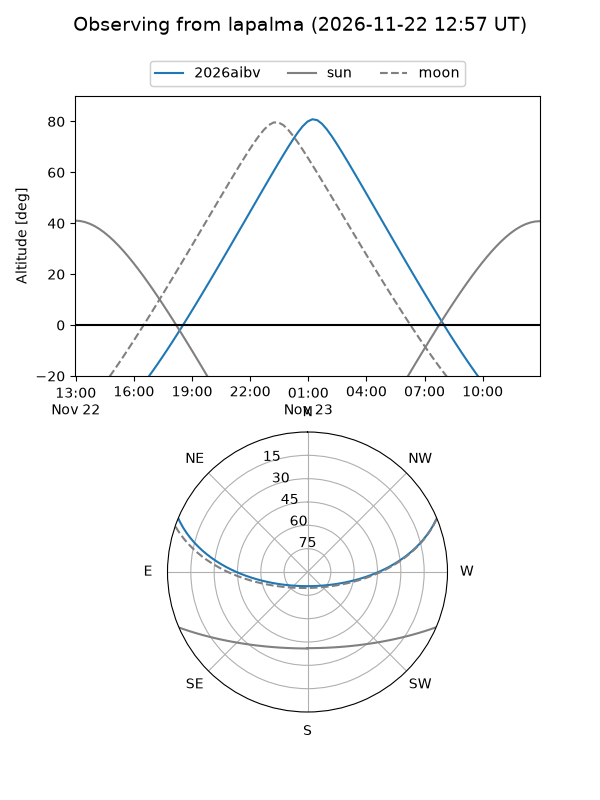 Observing from lapalma (2026-11-22 12:57 UT)
2026aibv sun moon
Altitude [deg]
80
60
40
20
0
−20
13:00 16:00 19:00 22:00 01:00 04:00 07:00 10:00
Nov 22 Nov 23
N
NE NW
15
30
45
60
75
E W
SE SW
S